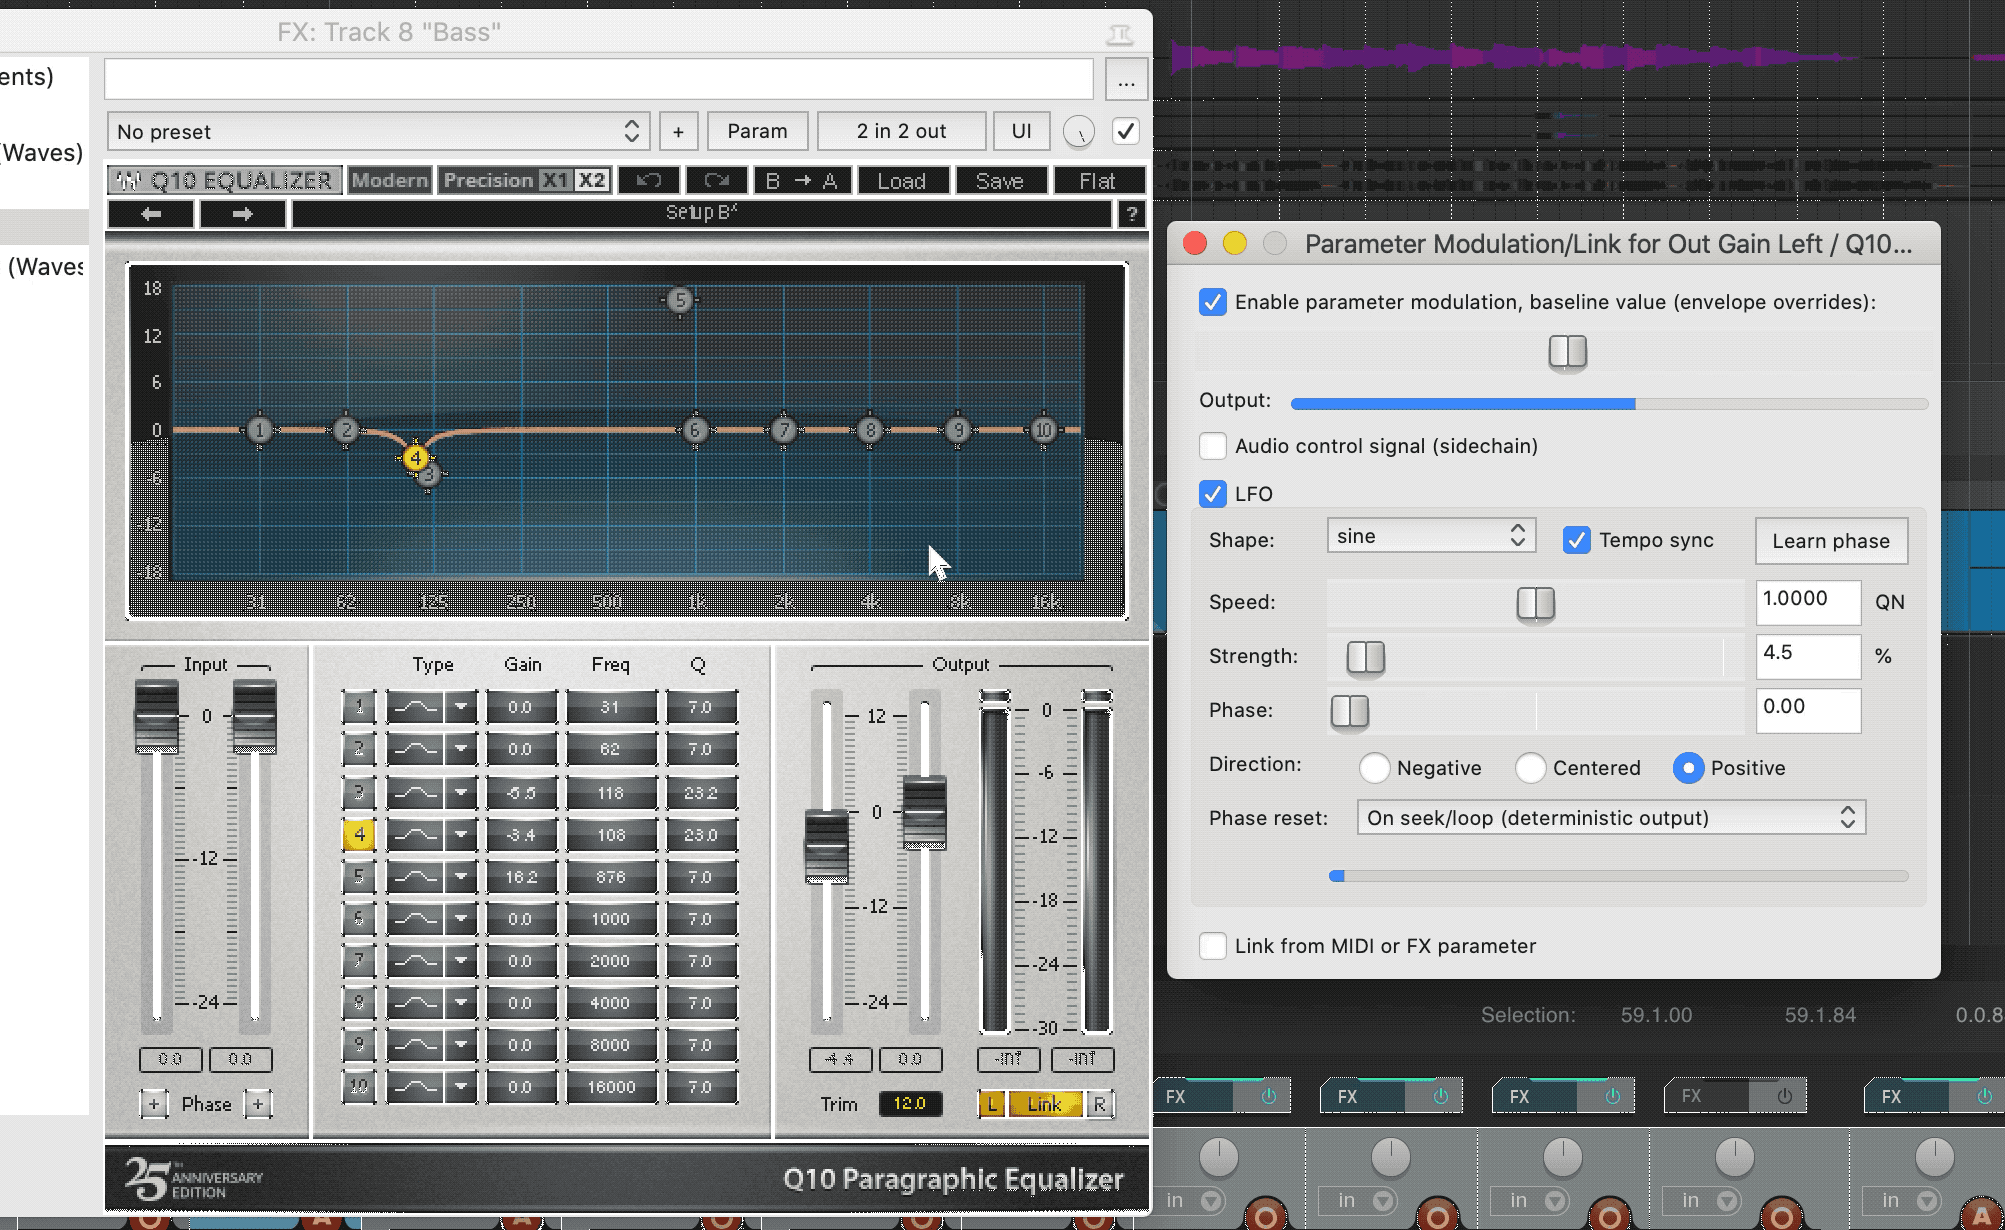 FX: Track 8 "Bass"
ents)
(Waves)
(Waves
...
No preset
+
Param
2 in 2 out
UI
Q10 EQUALIZER
Modern
Precision X1 X2
B → A
Load
Save
Flat
Setup B*
?
18
12
6
0
-6
-12
-18
1
2
4
3
5
6
7
8
9
10
31
62
125
250
500
1k
2k
4k
8k
16k
Input
0
-12
-24
0.0
0.0
+ Phase +
Type Gain Freq Q
1 0.0 31 7.0
2 0.0 62 7.0
3 -5.5 118 23.2
4 -3.4 108 23.0
5 16.2 876 7.0
6 0.0 1000 7.0
7 0.0 2000 7.0
8 0.0 4000 7.0
9 0.0 8000 7.0
10 0.0 16000 7.0
Output
12
0
-12
-24
0
-6
-12
-18
-24
-30
-4.4
0.0
-inf
-inf
Trim 12.0
L Link R
25th ANNIVERSARY
EDITION
Q10 Paragraphic Equalizer
Parameter Modulation/Link for Out Gain Left / Q10...
Enable parameter modulation, baseline value (envelope overrides):
Output:
Audio control signal (sidechain)
LFO
Shape: sine
Tempo sync
Learn phase
Speed: 1.0000 QN
Strength: 4.5 %
Phase: 0.00
Direction: Negative Centered Positive
Phase reset: On seek/loop (deterministic output)
Link from MIDI or FX parameter
Selection: 59.1.00 59.1.84 0.0.8
FX FX FX FX FX
in in in in in
A
A
A